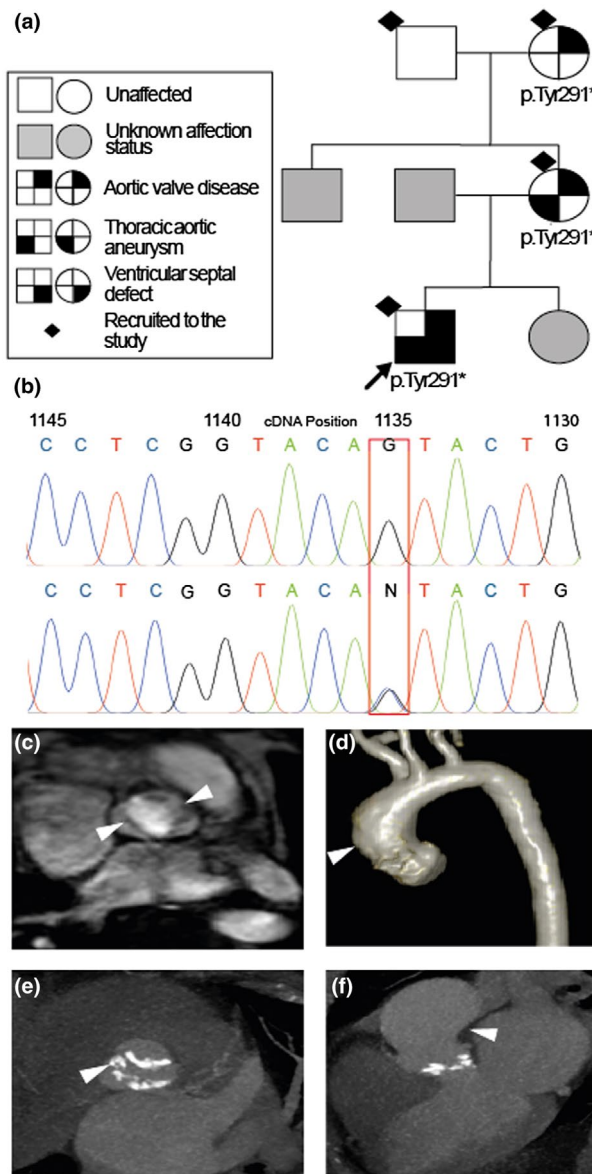 (a)
Unaffected
Unknown affection
status
Aortic valve disease
Thoracic aortic
aneurysm
Ventricular septal
defect
Recruited to the
study
p.Tyr291*
p.Tyr291*
p.Tyr291*
(b)
1145 1140 cDNA Position 1135 1130
C C T C G G T A C A G T A C T G
C C T C G G T A C A N T A C T G
(c)
(d)
(e)
(f)